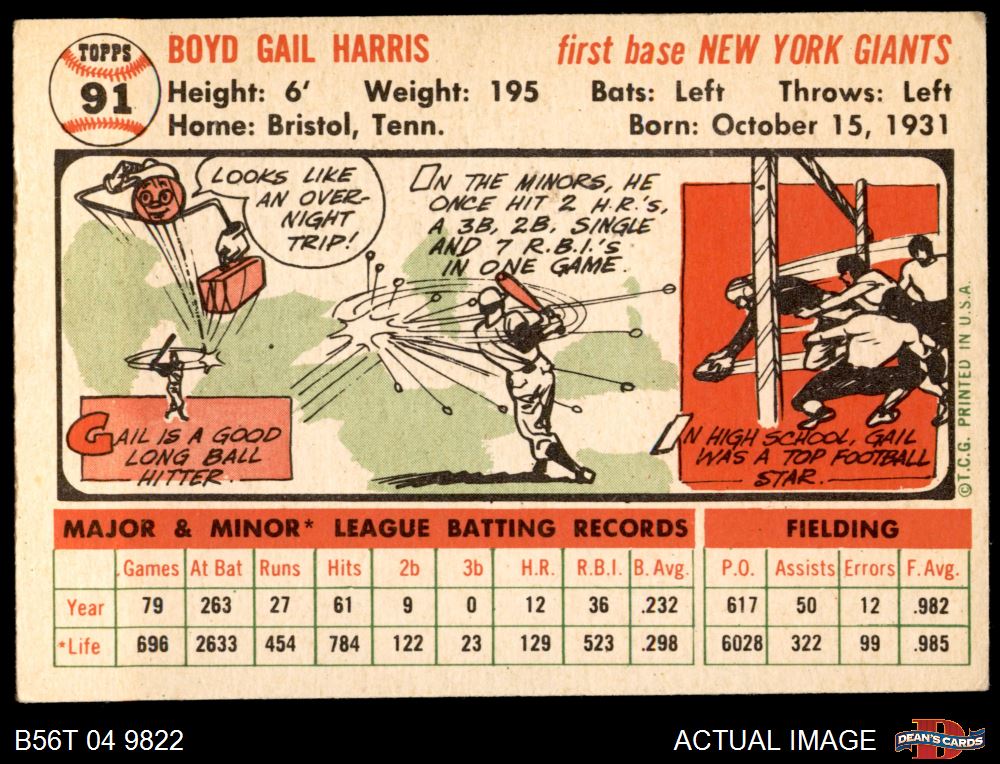 TOPPS
91
BOYD GAIL HARRIS
first base NEW YORK GIANTS
Height: 6' Weight: 195 Bats: Left Throws: Left
Home: Bristol, Tenn. Born: October 15, 1931
LOOKS LIKE
AN OVER-
NIGHT
TRIP!
GAIL IS A GOOD
LONG BALL
HITTER.
ON THE MINORS, HE
ONCE HIT 2 H.R.'S,
A 3B, 2B, SINGLE
AND 7 R.B.I.'S
IN ONE GAME.
IN HIGH SCHOOL, GAIL
WAS A TOP FOOTBALL
STAR.
©T.C.G. PRINTED IN U.S.A.
MAJOR & MINOR* LEAGUE BATTING RECORDS FIELDING
Games At Bat Runs Hits 2b 3b H.R. R.B.I. B. Avg. P.O. Assists Errors F. Avg.
Year 79 263 27 61 9 0 12 36 .232 617 50 12 .982
*Life 696 2633 454 784 122 23 129 523 .298 6028 322 99 .985
B56T 04 9822
ACTUAL IMAGE
DEAN'S CARDS